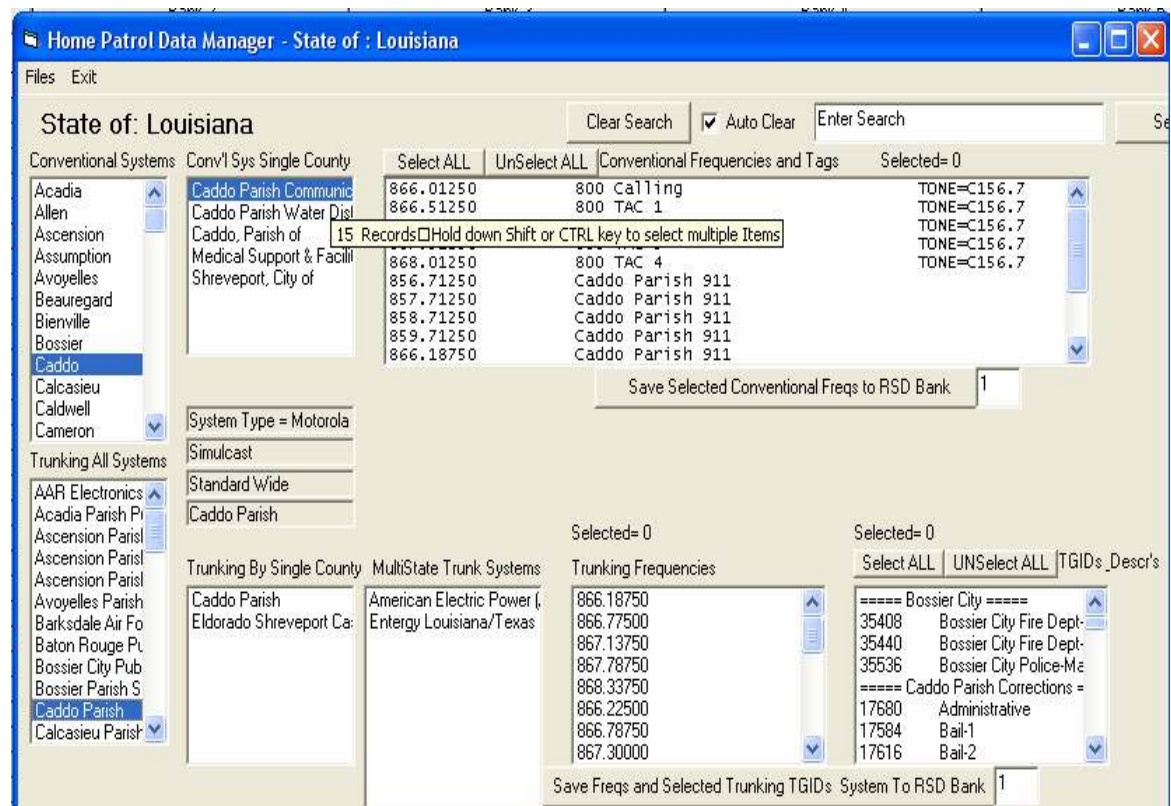 Home Patrol Data Manager - State of : Louisiana
Files Exit
State of: Louisiana
Clear Search Auto Clear Enter Search Se
Conventional Systems
Acadia
Allen
Ascension
Assumption
Avoyelles
Beauregard
Bienville
Bossier
Caddo
Calcasieu
Caldwell
Cameron
Conv'l Sys Single County
Caddo Parish Communic
Caddo Parish Water Dist
Caddo, Parish of
Medical Support & Facili
Shreveport, City of
Select ALL UnSelect ALL Conventional Frequencies and Tags Selected= 0
866.01250 800 Calling TONE=C156.7
866.51250 800 TAC 1 TONE=C156.7
TONE=C156.7
TONE=C156.7
868.01250 800 TAC 4 TONE=C156.7
856.71250 Caddo Parish 911
857.71250 Caddo Parish 911
858.71250 Caddo Parish 911
859.71250 Caddo Parish 911
866.18750 Caddo Parish 911
15 Records□Hold down Shift or CTRL key to select multiple Items
Save Selected Conventional Freqs to RSD Bank 1
System Type = Motorola
Simulcast
Standard Wide
Caddo Parish
Trunking All Systems
AAR Electronics
Acadia Parish P
Ascension Paris
Ascension Paris
Ascension Paris
Avoyelles Parish
Barksdale Air Fo
Baton Rouge Pu
Bossier City Pub
Bossier Parish S
Caddo Parish
Calcasieu Parish
Trunking By Single County
Caddo Parish
Eldorado Shreveport Ca
MultiState Trunk Systems
American Electric Power (
Entergy Louisiana/Texas
Selected= 0
Trunking Frequencies
866.18750
866.77500
867.13750
867.78750
868.33750
866.22500
866.78750
867.30000
Selected= 0
Select ALL UNSelect ALL TGIDs_Descr's
===== Bossier City =====
35408 Bossier City Fire Dept-
35440 Bossier City Fire Dept-
35536 Bossier City Police-Ma
===== Caddo Parish Corrections =
17680 Administrative
17584 Bail-1
17616 Bail-2
Save Freqs and Selected Trunking TGIDs System To RSD Bank 1